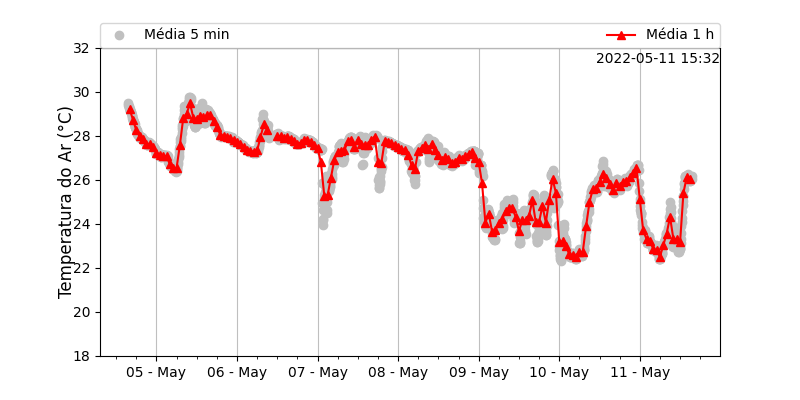 Média 5 min
Média 1 h
2022-05-11 15:32
Temperatura do Ar (°C)
32
30
28
26
24
22
20
18
05 - May
06 - May
07 - May
08 - May
09 - May
10 - May
11 - May